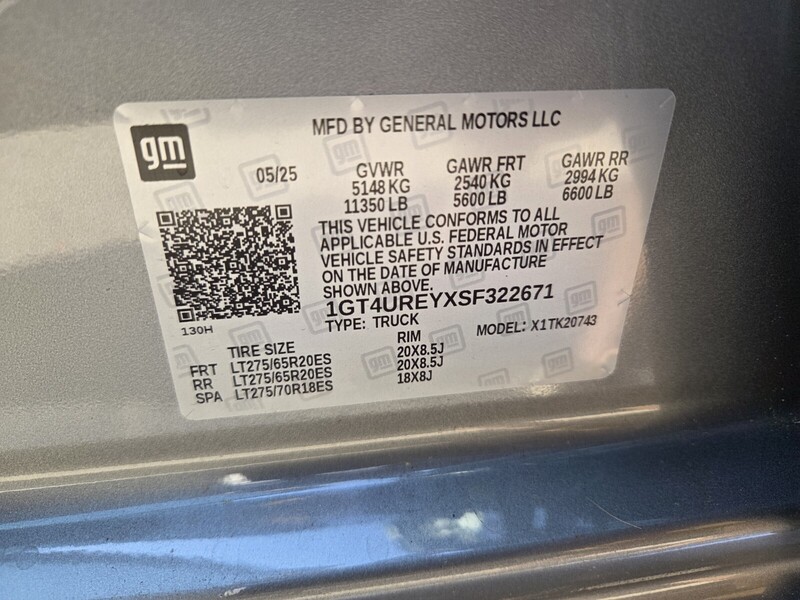 gm
MFD BY GENERAL MOTORS LLC
05/25
GVWR GAWR FRT GAWR RR
5148 KG 2540 KG 2994 KG
11350 LB 5600 LB 6600 LB
THIS VEHICLE CONFORMS TO ALL
APPLICABLE U.S. FEDERAL MOTOR
VEHICLE SAFETY STANDARDS IN EFFECT
ON THE DATE OF MANUFACTURE
SHOWN ABOVE.
1GT4UREYXSF322671
130H
TYPE: TRUCK MODEL: X1TK20743
TIRE SIZE RIM
FRT LT275/65R20ES 20X8.5J
RR LT275/65R20ES 20X8.5J
SPA LT275/70R18ES 18X8J